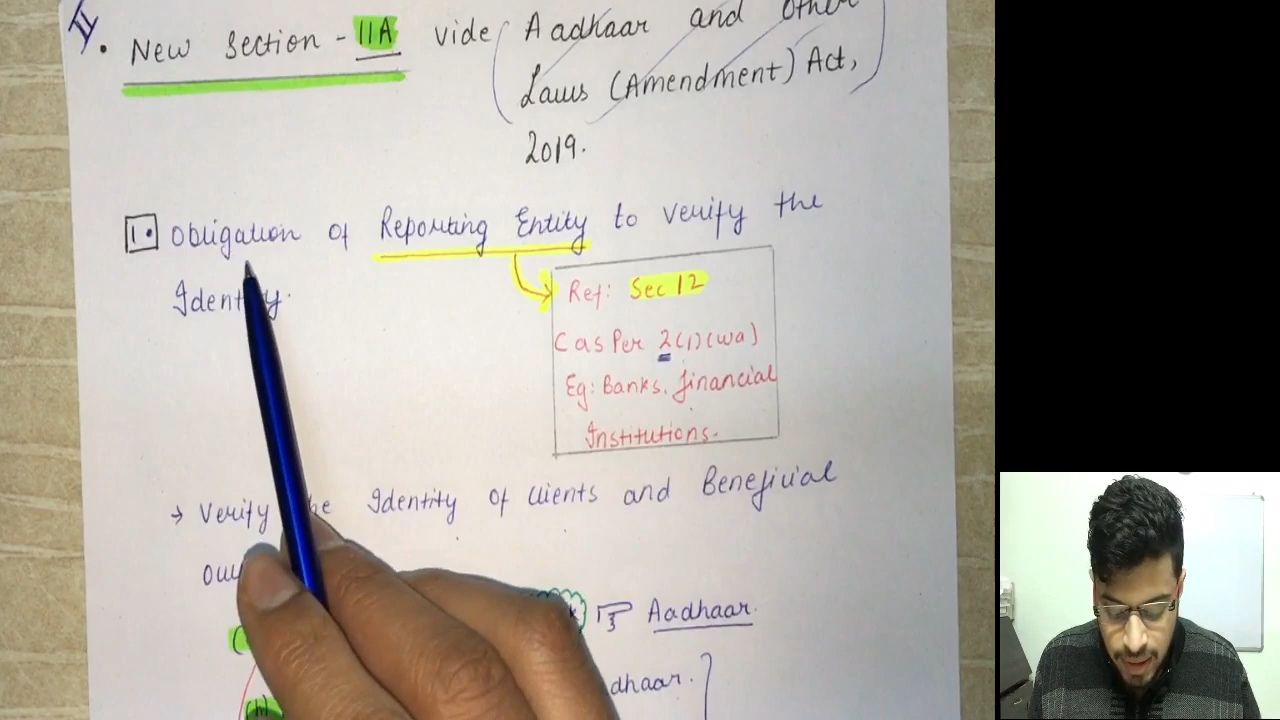 II
• New Section - 11A vide (Aadhaar and Other
Laws (Amendment) Act,)
2019.
1. Obligation of Reporting Entity to verify the
Identity.
Ref: Sec 12
(as Per 2(1)(wa)
Eg: Banks, financial
Institutions.
→ Verify the Identity of clients and Beneficial
Aadhaar.